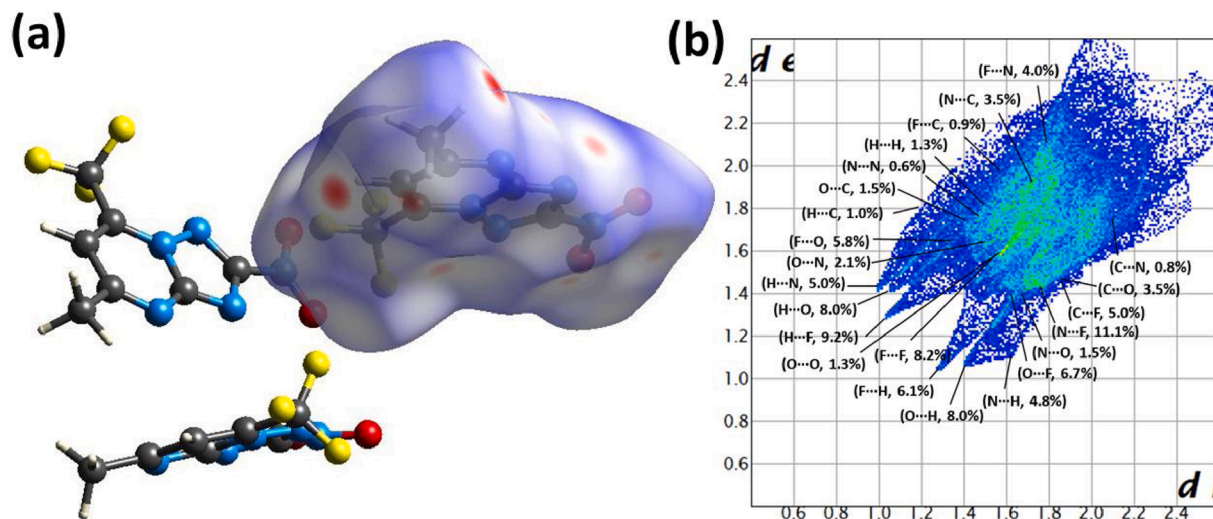 (a)
(b)
d e
2.4
2.2
2.0
1.8
1.6
1.4
1.2
1.0
0.8
0.6
(F···N, 4.0%)
(N···C, 3.5%)
(F···C, 0.9%)
(H···H, 1.3%)
(N···N, 0.6%)
O···C, 1.5%)
(H···C, 1.0%)
(F···O, 5.8%)
(O···N, 2.1%)
(H···N, 5.0%)
(H···O, 8.0%)
(H···F, 9.2%)
(O···O, 1.3%)
(F···F, 8.2%)
(F···H, 6.1%)
(O···H, 8.0%)
(C···N, 0.8%)
(C···O, 3.5%)
(C···F, 5.0%)
(N···F, 11.1%)
(N···O, 1.5%)
(O···F, 6.7%)
(N···H, 4.8%)
d
0.6 0.8 1.0 1.2 1.4 1.6 1.8 2.0 2.2 2.4